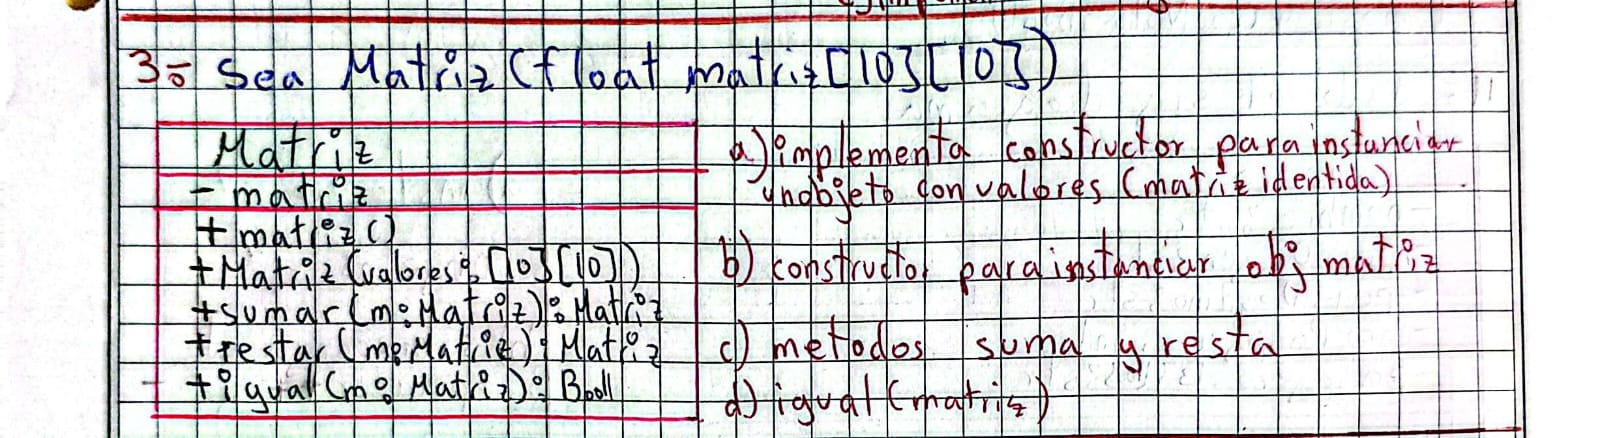 3- Sea Matriz (float matriz[10][10])
Matriz
- matriz
+ matriz()
+ Matriz (valores: [10][10])
+ sumar (m: Matriz): Matriz
+ restar (m: Matriz): Matriz
+ igual (m: Matriz): Booll
a) implementa constructor para instanciar
un objeto con valores (matriz identida)
b) constructor para instanciar obj matriz
c) metodos suma y resta
d) igual (matriz)